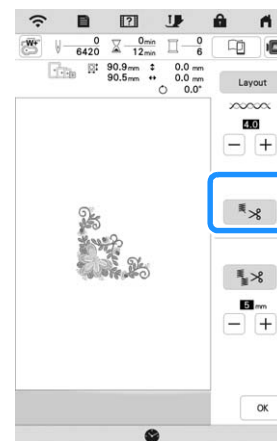 W+
0
6420
0min
12min
0
6
90.9mm
90.5mm
0.0 mm
0.0 mm
0.0°
Layout
4.0
- +
5 mm
- +
OK